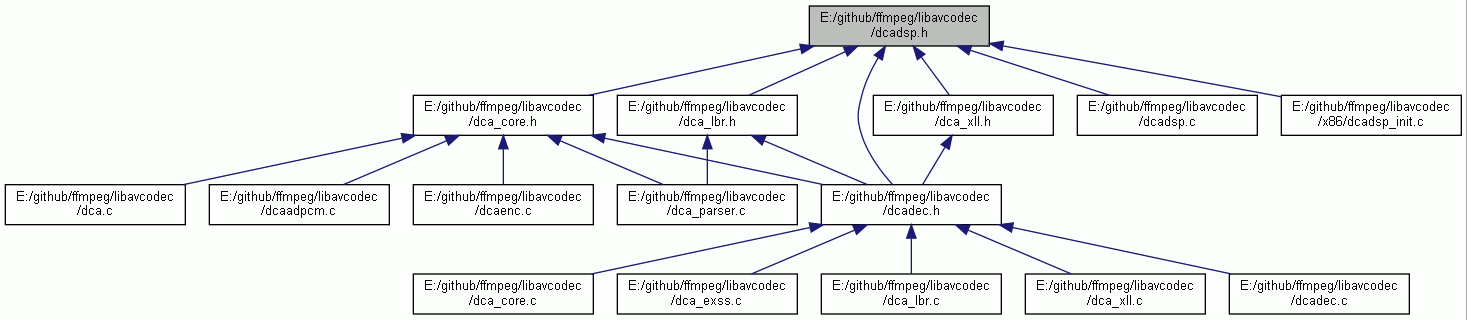 E:/github/ffmpeg/libavcodec
/dcadsp.h
E:/github/ffmpeg/libavcodec
/dca_core.h
E:/github/ffmpeg/libavcodec
/dca_lbr.h
E:/github/ffmpeg/libavcodec
/dca_xll.h
E:/github/ffmpeg/libavcodec
/dcadsp.c
E:/github/ffmpeg/libavcodec
/x86/dcadsp_init.c
E:/github/ffmpeg/libavcodec
/dca.c
E:/github/ffmpeg/libavcodec
/dcaadpcm.c
E:/github/ffmpeg/libavcodec
/dcaenc.c
E:/github/ffmpeg/libavcodec
/dca_parser.c
E:/github/ffmpeg/libavcodec
/dcadec.h
E:/github/ffmpeg/libavcodec
/dca_core.c
E:/github/ffmpeg/libavcodec
/dca_exss.c
E:/github/ffmpeg/libavcodec
/dca_lbr.c
E:/github/ffmpeg/libavcodec
/dca_xll.c
E:/github/ffmpeg/libavcodec
/dcadec.c